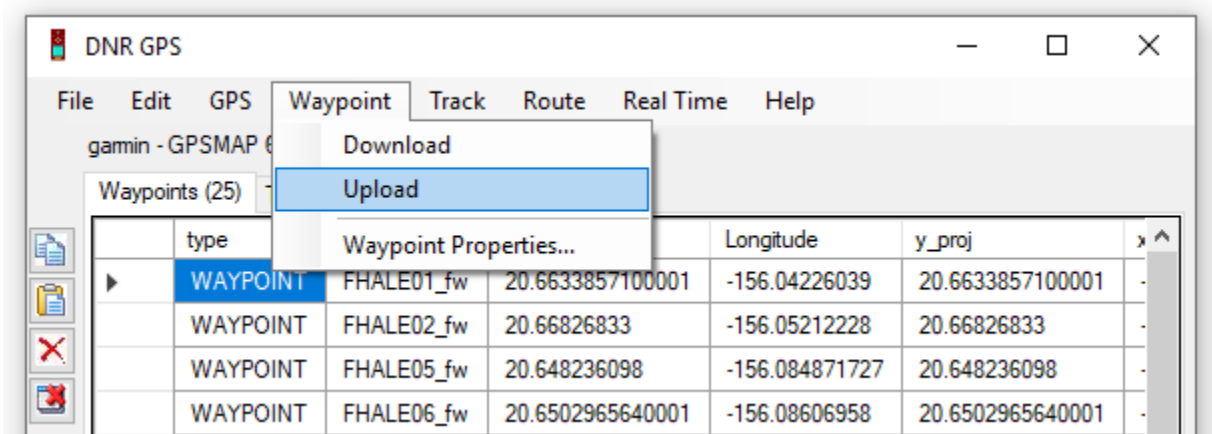 DNR GPS
File Edit GPS Waypoint Track Route Real Time Help
garmin - GPSMAP
Download
Waypoints (25)
Upload
Waypoint Properties...
type Longitude y_proj
WAYPOINT FHALE01_fw 20.6633857100001 -156.04226039 20.6633857100001
WAYPOINT FHALE02_fw 20.66826833 -156.05212228 20.66826833
WAYPOINT FHALE05_fw 20.648236098 -156.084871727 20.648236098
WAYPOINT FHALE06_fw 20.6502965640001 -156.08606958 20.6502965640001